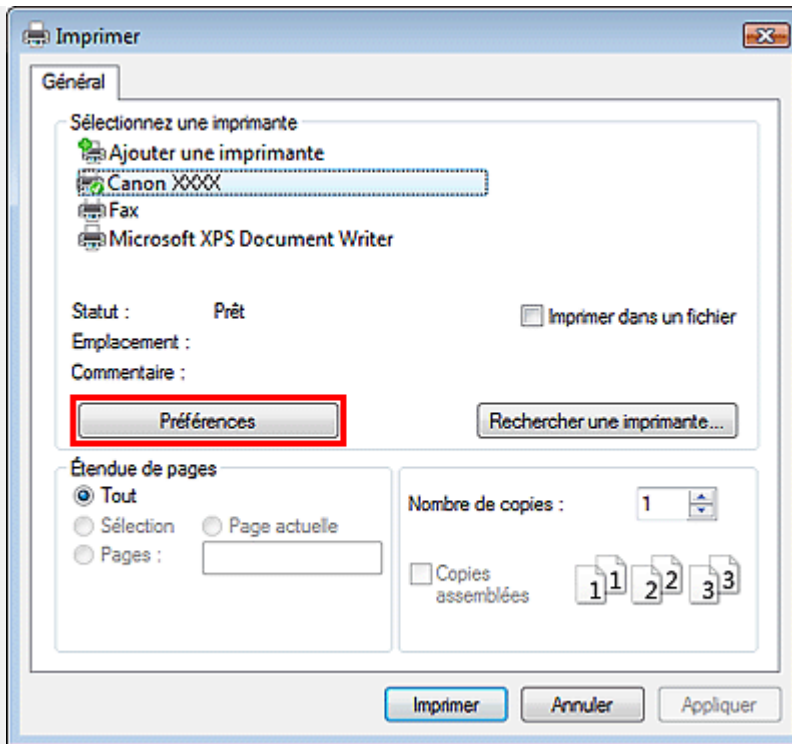 Imprimer
Général
Sélectionnez une imprimante
Ajouter une imprimante
Canon XXXX
Fax
Microsoft XPS Document Writer
Statut : Prêt
Imprimer dans un fichier
Emplacement :
Commentaire :
Préférences
Rechercher une imprimante...
Étendue de pages
Tout
Sélection
Page actuelle
Pages :
Nombre de copies : 1
Copies
assemblées
1 1 2 2 3 3
Imprimer
Annuler
Appliquer